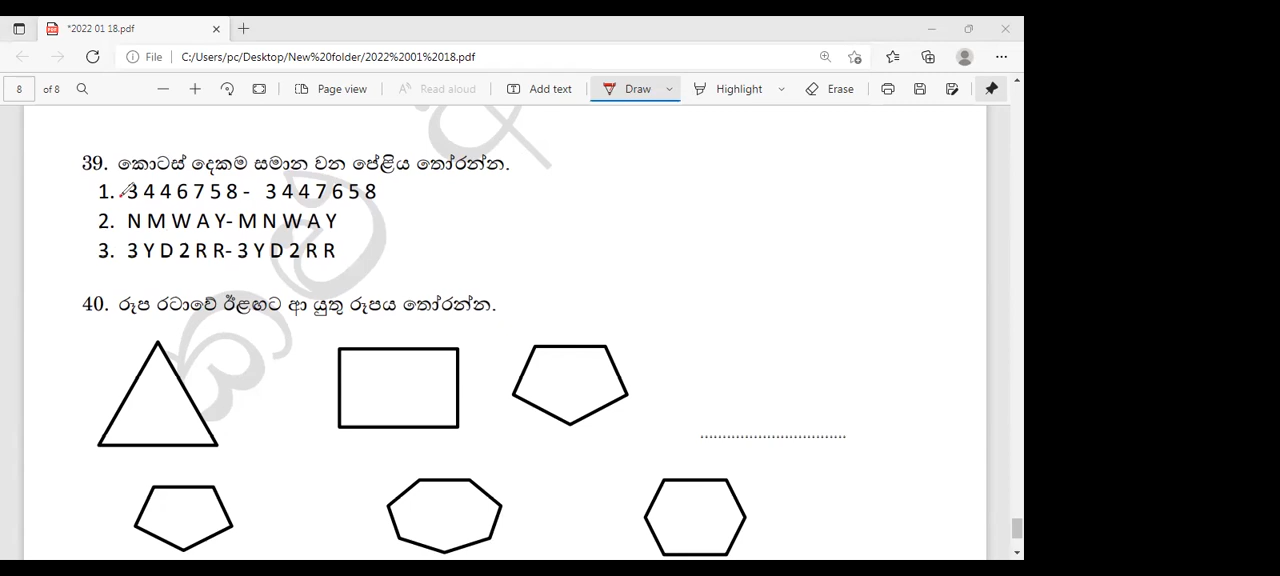 *2022 01 18.pdf
File C:/Users/pc/Desktop/New%20folder/2022%2001%2018.pdf
8 of 8 Page view Read aloud Add text Draw Highlight Erase
39. කොටස් දෙකම සමාන වන පේළිය තෝරන්න.
1. 3 4 4 6 7 5 8 - 3 4 4 7 6 5 8
2. N M W A Y- M N W A Y
3. 3 Y D 2 R R- 3 Y D 2 R R
40. රූප රටාවේ ඊළඟට ආ යුතු රූපය තෝරන්න.
..............................